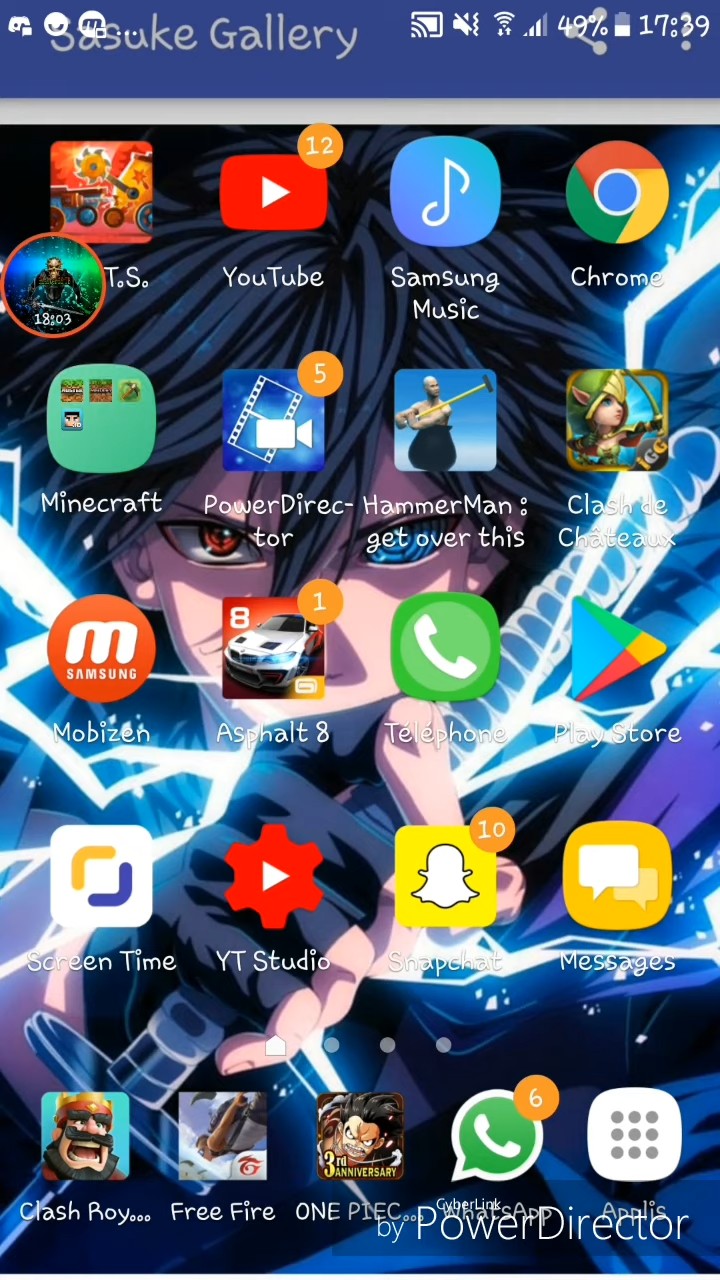 Sasuke Gallery
49% 17:39
12
T.S.
YouTube
Samsung
Music
Chrome
18:03
5
Minecraft
PowerDirec-
tor
HammerMan :
get over this
Clash de
Châteaux
IGG
m
SAMSUNG
8
1
Mobizen
Asphalt 8
Téléphone
Play Store
10
Screen Time
YT Studio
Snapchat
Messages
6
3rd
ANNIVERSARY
Clash Roy...
Free Fire
ONE PIEC...
WhatsApp
Applis
CyberLink
by PowerDirector